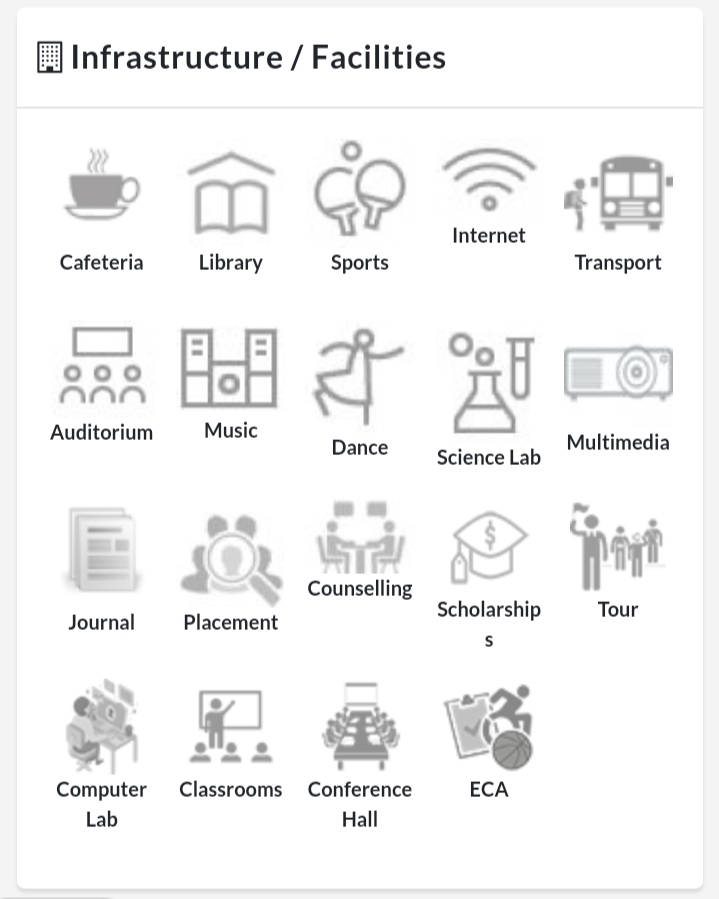 Infrastructure / Facilities
Cafeteria
Library
Sports
Internet
Transport
Auditorium
Music
Dance
Science Lab
Multimedia
Journal
Placement
Counselling
Scholarship
s
Tour
Computer
Lab
Classrooms
Conference
Hall
ECA